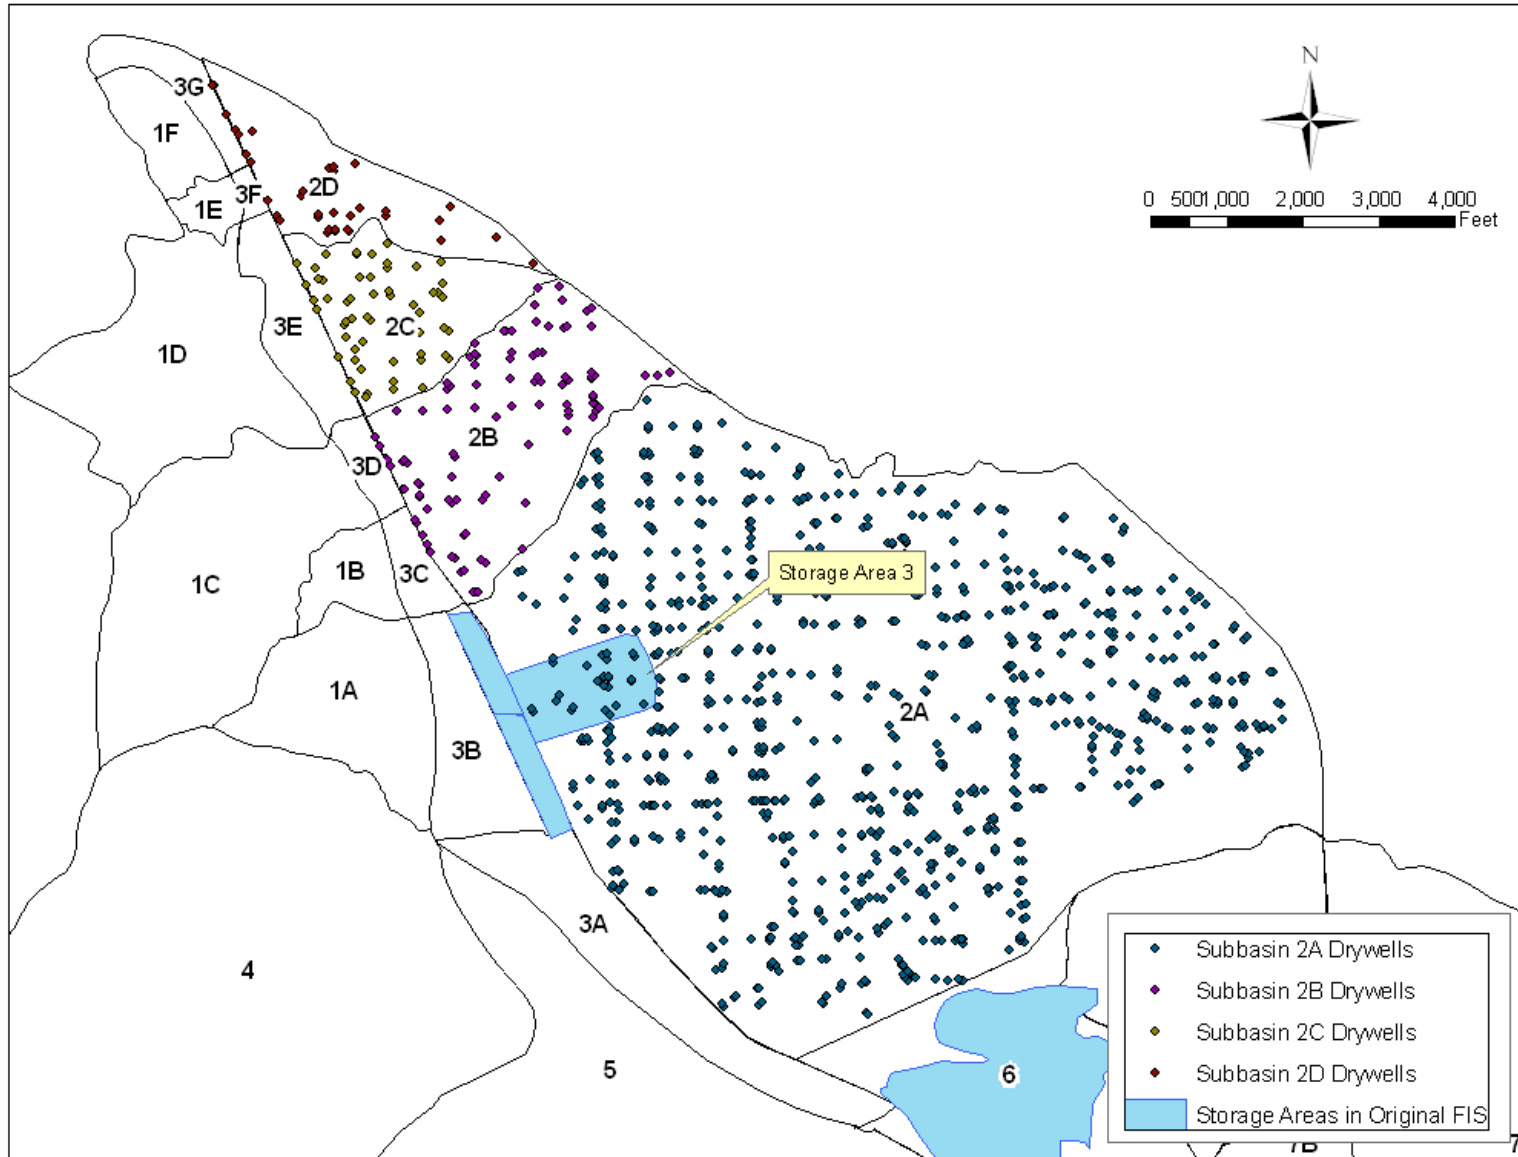 N
0 5001,000 2,000 3,000 4,000
Feet
3G
1F
2D
3F
1E
3E
2C
1D
2B
3D
1B
3C
1C
Storage Area 3
1A
2A
3B
3A
4
5
6
Subbasin 2A Drywells
Subbasin 2B Drywells
Subbasin 2C Drywells
Subbasin 2D Drywells
Storage Areas in Original FIS
7B
7